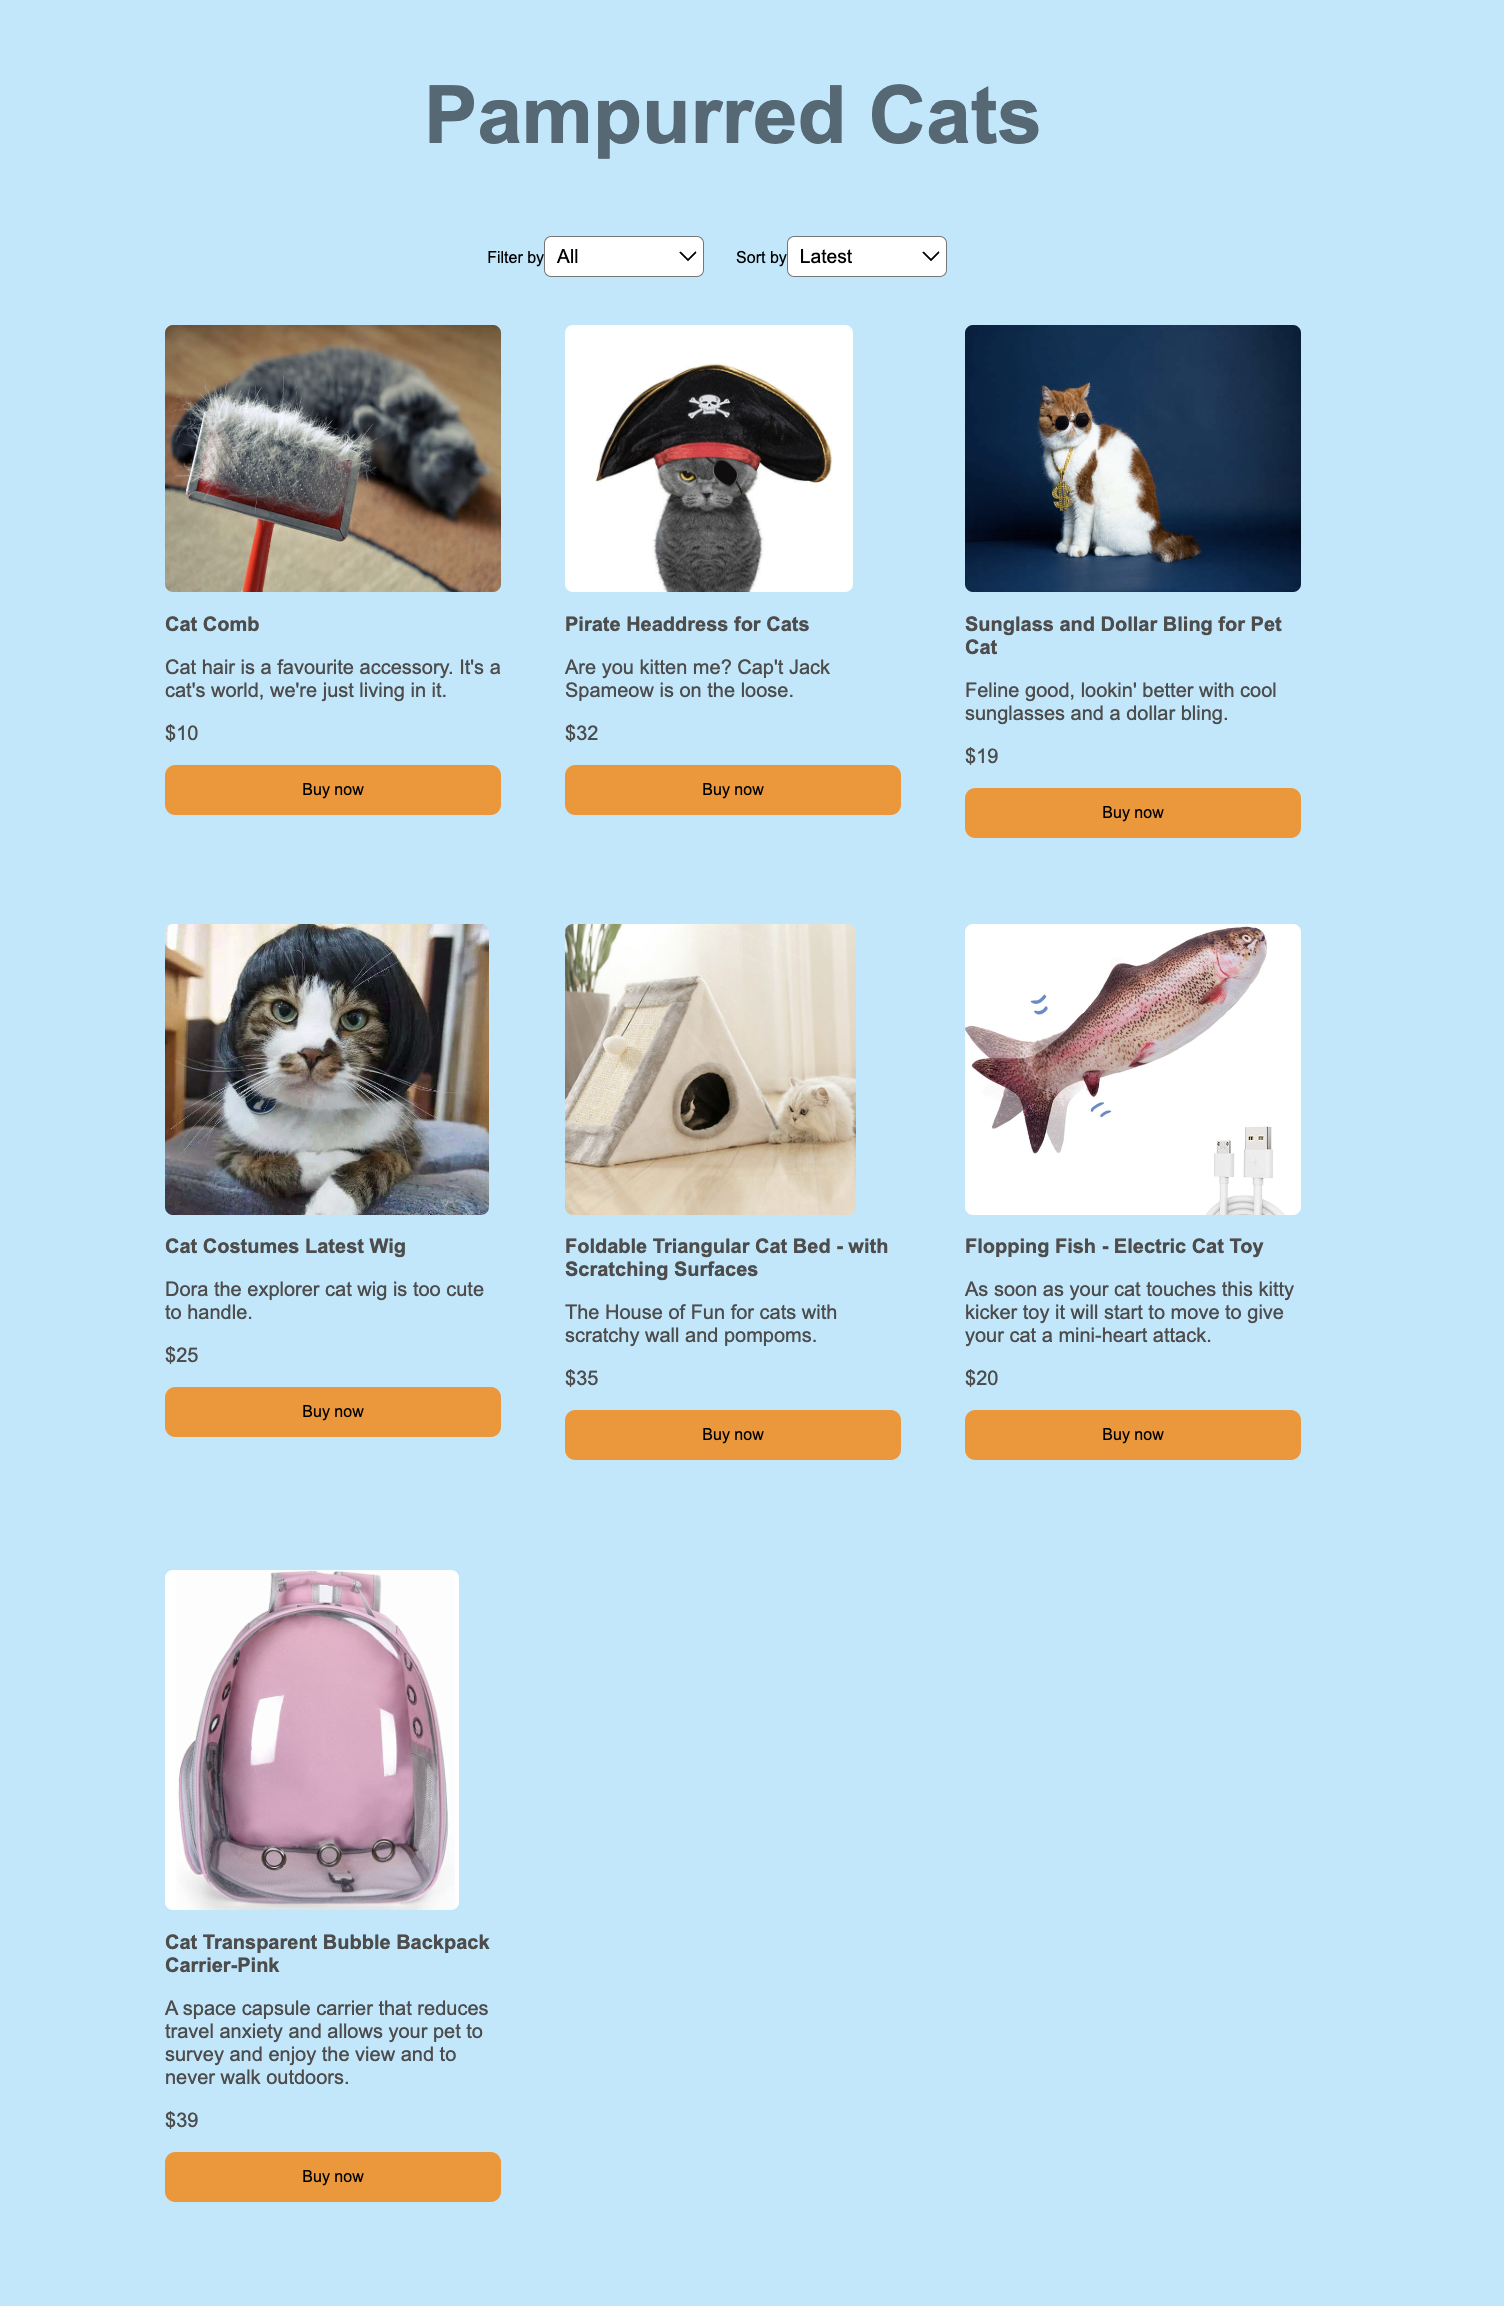 Pampurred Cats
Filter by All Sort by Latest
Cat Comb
Cat hair is a favourite accessory. It's a
cat's world, we're just living in it.
$10
Buy now
Pirate Headdress for Cats
Are you kitten me? Cap't Jack
Spameow is on the loose.
$32
Buy now
Sunglass and Dollar Bling for Pet
Cat
Feline good, lookin' better with cool
sunglasses and a dollar bling.
$19
Buy now
Cat Costumes Latest Wig
Dora the explorer cat wig is too cute
to handle.
$25
Buy now
Foldable Triangular Cat Bed - with
Scratching Surfaces
The House of Fun for cats with
scratchy wall and pompoms.
$35
Buy now
Flopping Fish - Electric Cat Toy
As soon as your cat touches this kitty
kicker toy it will start to move to give
your cat a mini-heart attack.
$20
Buy now
Cat Transparent Bubble Backpack
Carrier-Pink
A space capsule carrier that reduces
travel anxiety and allows your pet to
survey and enjoy the view and to
never walk outdoors.
$39
Buy now